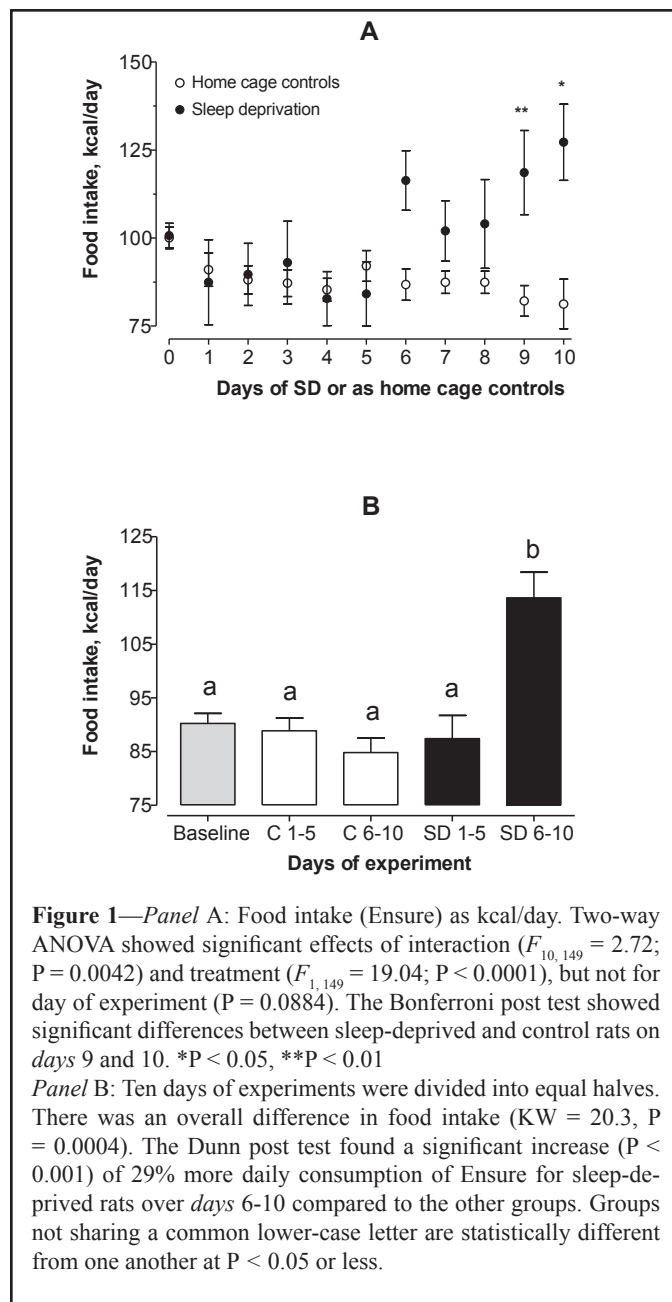 A
150
125
100
75
Food intake, kcal/day
Home cage controls
Sleep deprivation
**
*
0 1 2 3 4 5 6 7 8 9 10
Days of SD or as home cage controls
B
125
115
105
95
85
75
Food intake, kcal/day
a a a a b
Baseline C 1-5 C 6-10 SD 1-5 SD 6-10
Days of experiment
Figure 1—Panel A: Food intake (Ensure) as kcal/day. Two-way
ANOVA showed significant effects of interaction (F10, 149 = 2.72;
P = 0.0042) and treatment (F1, 149 = 19.04; P < 0.0001), but not for
day of experiment (P = 0.0884). The Bonferroni post test showed
significant differences between sleep-deprived and control rats on
days 9 and 10. *P < 0.05, **P < 0.01
Panel B: Ten days of experiments were divided into equal halves.
There was an overall difference in food intake (KW = 20.3, P
= 0.0004). The Dunn post test found a significant increase (P <
0.001) of 29% more daily consumption of Ensure for sleep-de-
prived rats over days 6-10 compared to the other groups. Groups
not sharing a common lower-case letter are statistically different
from one another at P < 0.05 or less.